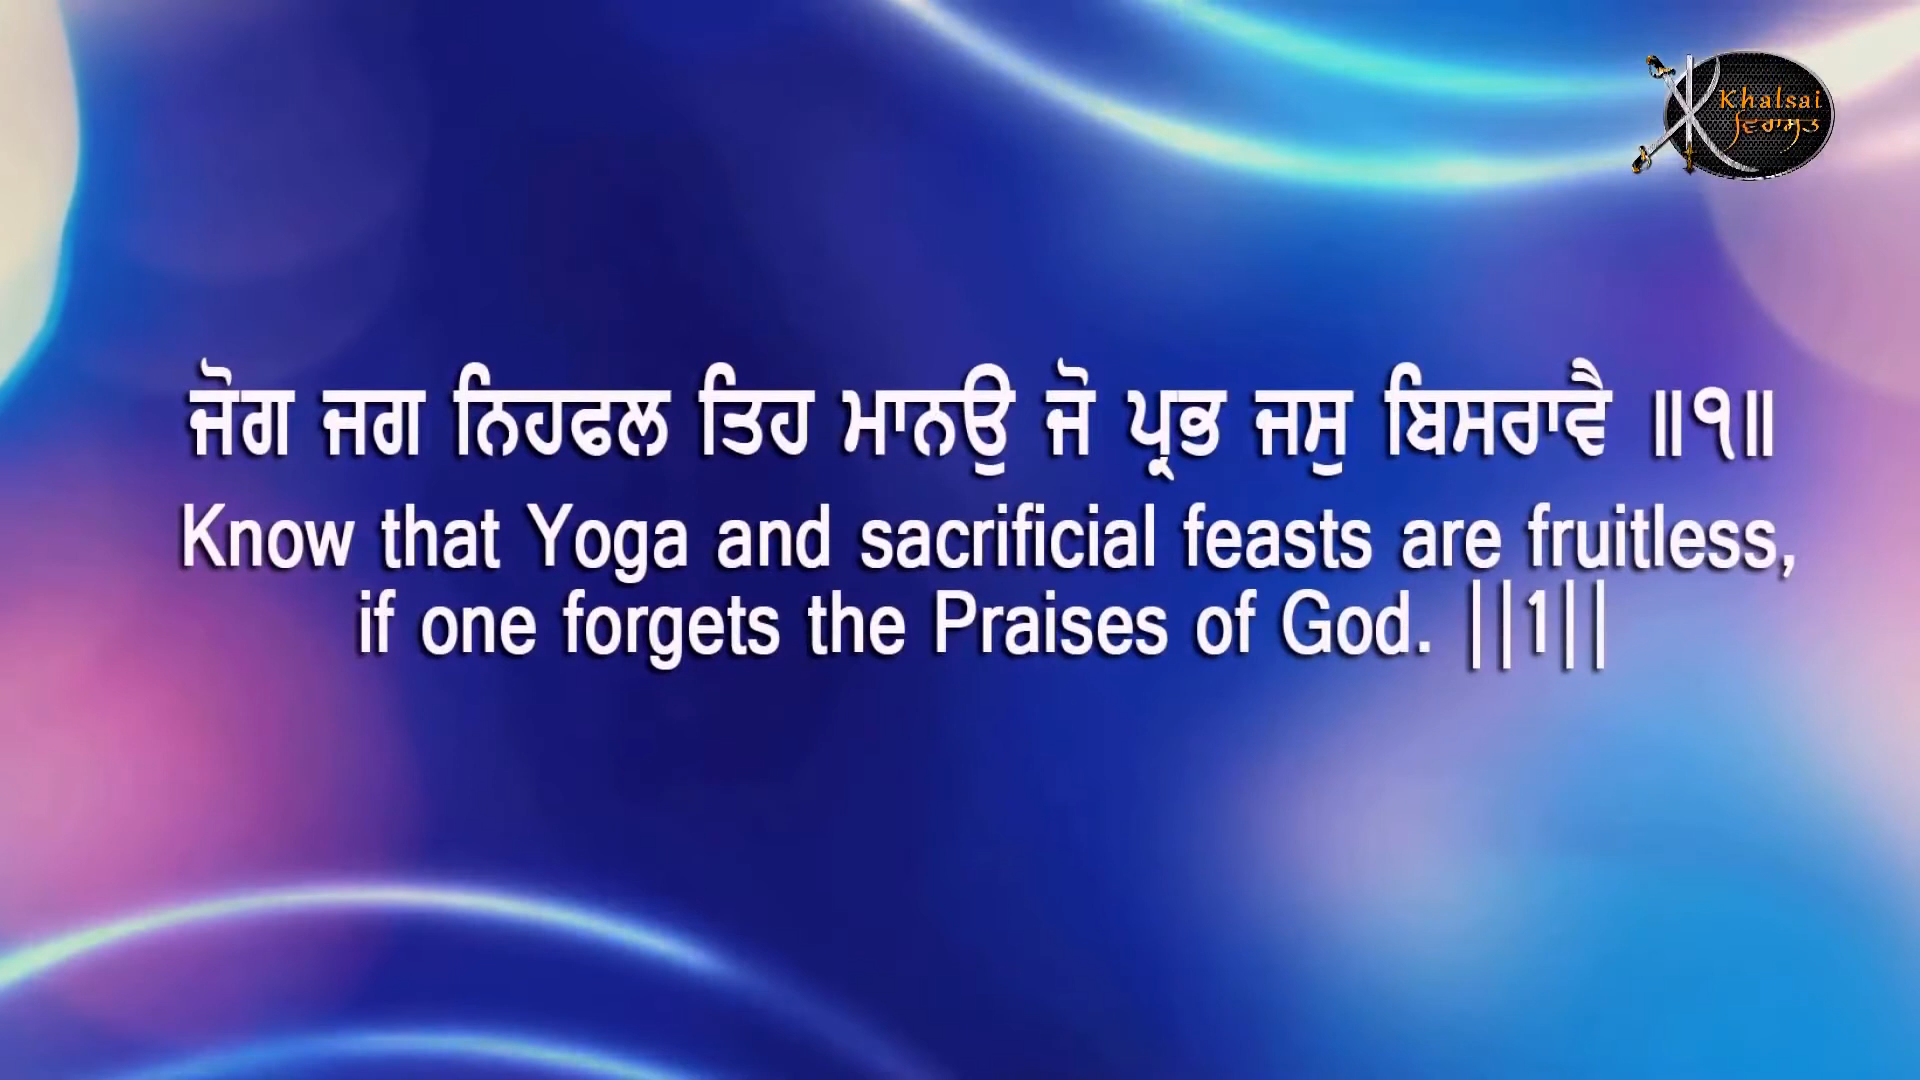 Khalsai
ਵਿਰਾਸਤ
ਜੋਗ ਜਗ ਨਿਹਫਲ ਤਿਹ ਮਾਨਉ ਜੋ ਪ੍ਰਭ ਜਸੁ ਬਿਸਰਾਵੈ ॥੧॥
Know that Yoga and sacrificial feasts are fruitless,
if one forgets the Praises of God. ||1||